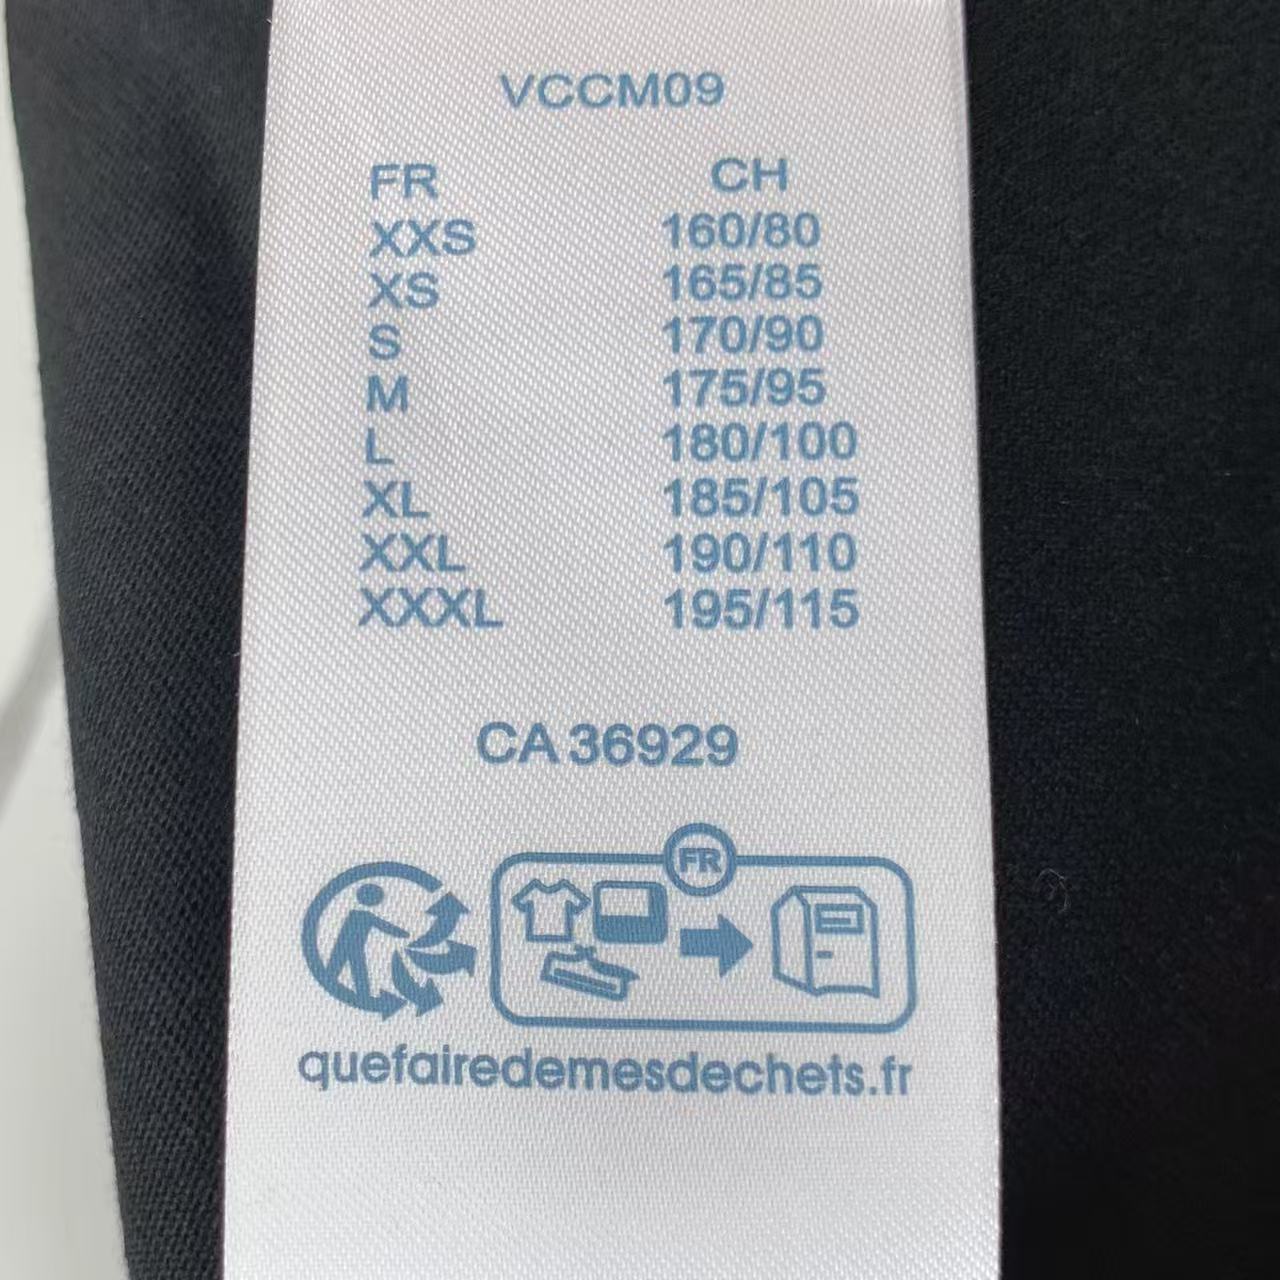 VCCM09
FR CH
XXS 160/80
XS 165/85
S 170/90
M 175/95
L 180/100
XL 185/105
XXL 190/110
XXXL 195/115
CA 36929
FR
quefairedemesdechets.fr